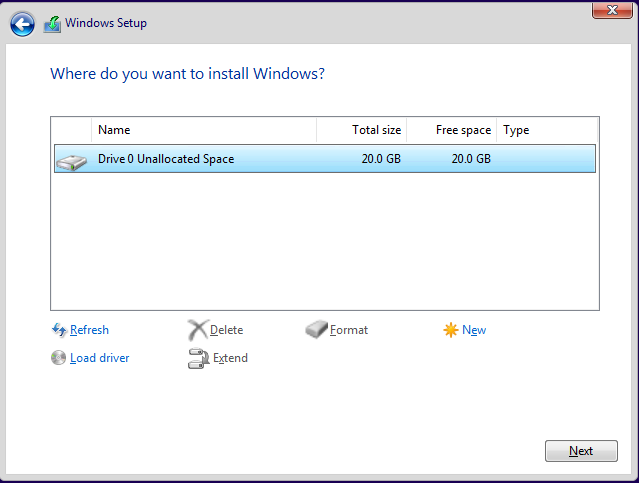 Windows Setup
Where do you want to install Windows?
Name Total size Free space Type
Drive 0 Unallocated Space 20.0 GB 20.0 GB
Refresh Delete Format New
Load driver Extend
Next